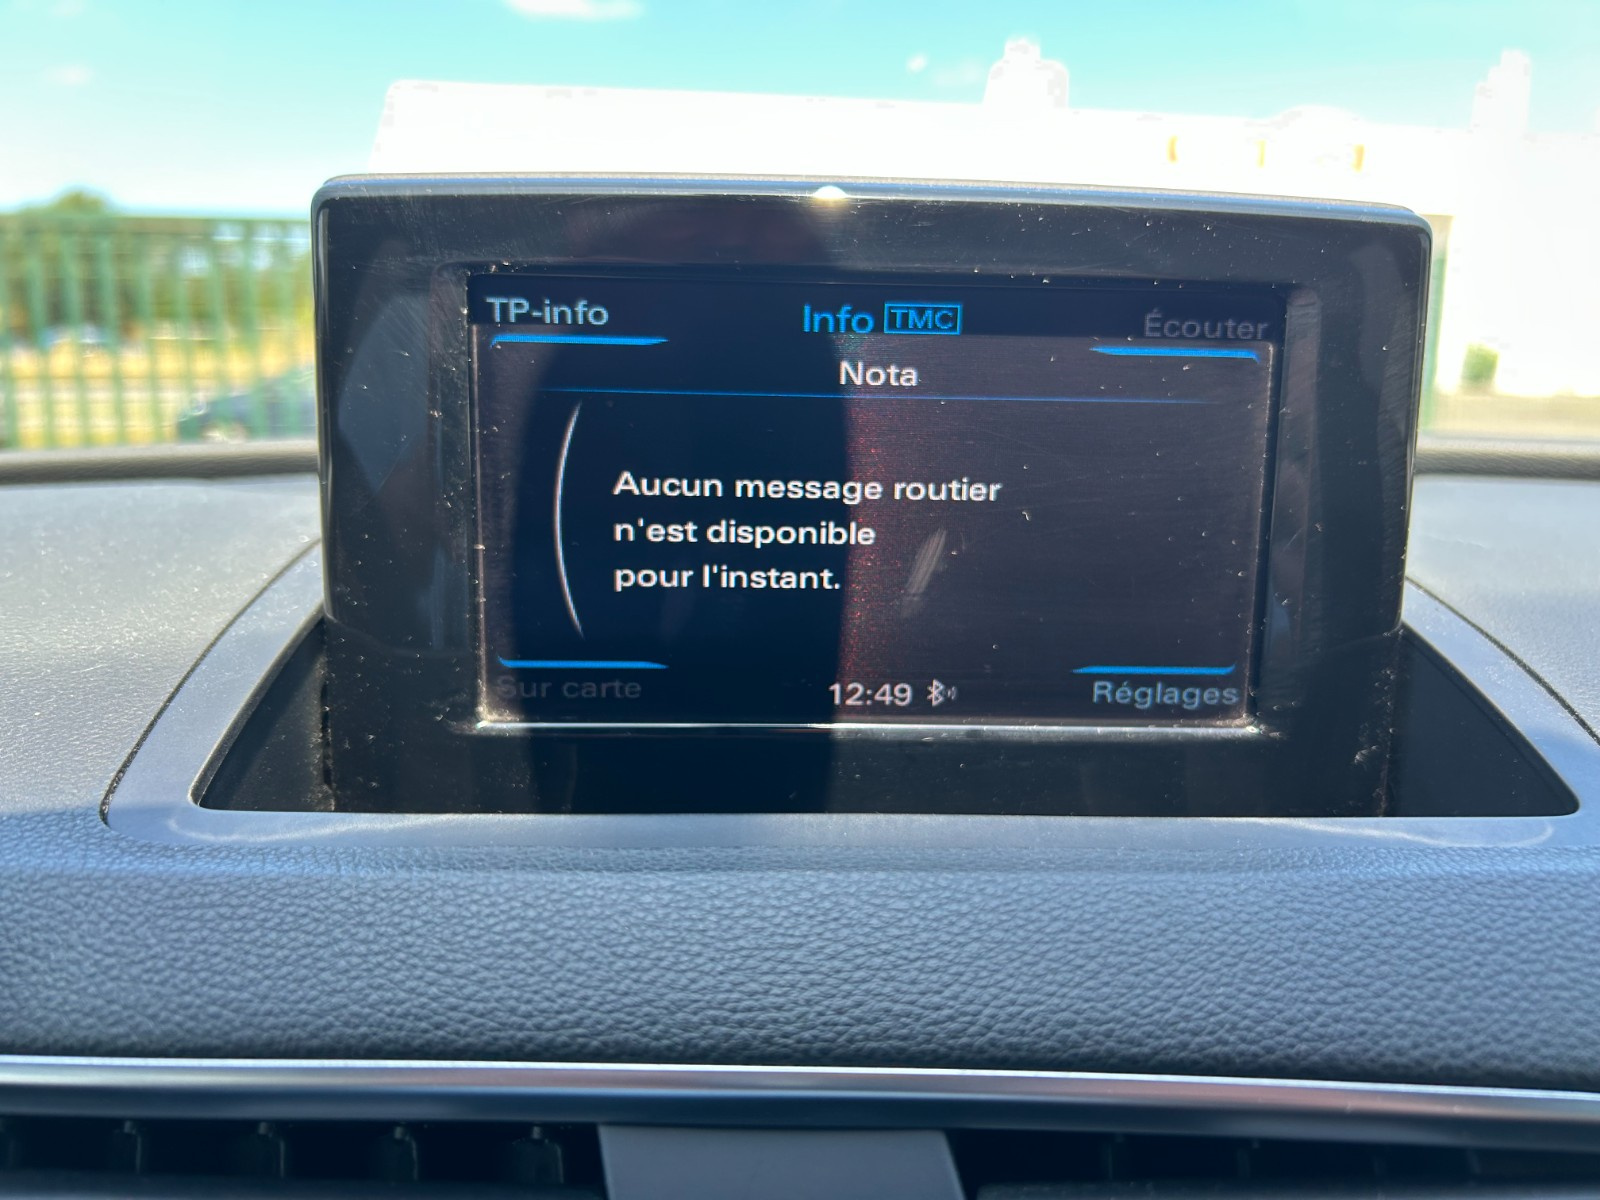 TP-info
Info TMC
Écouter
Nota
Aucun message routier
n'est disponible
pour l'instant.
Sur carte
12:49
Réglages